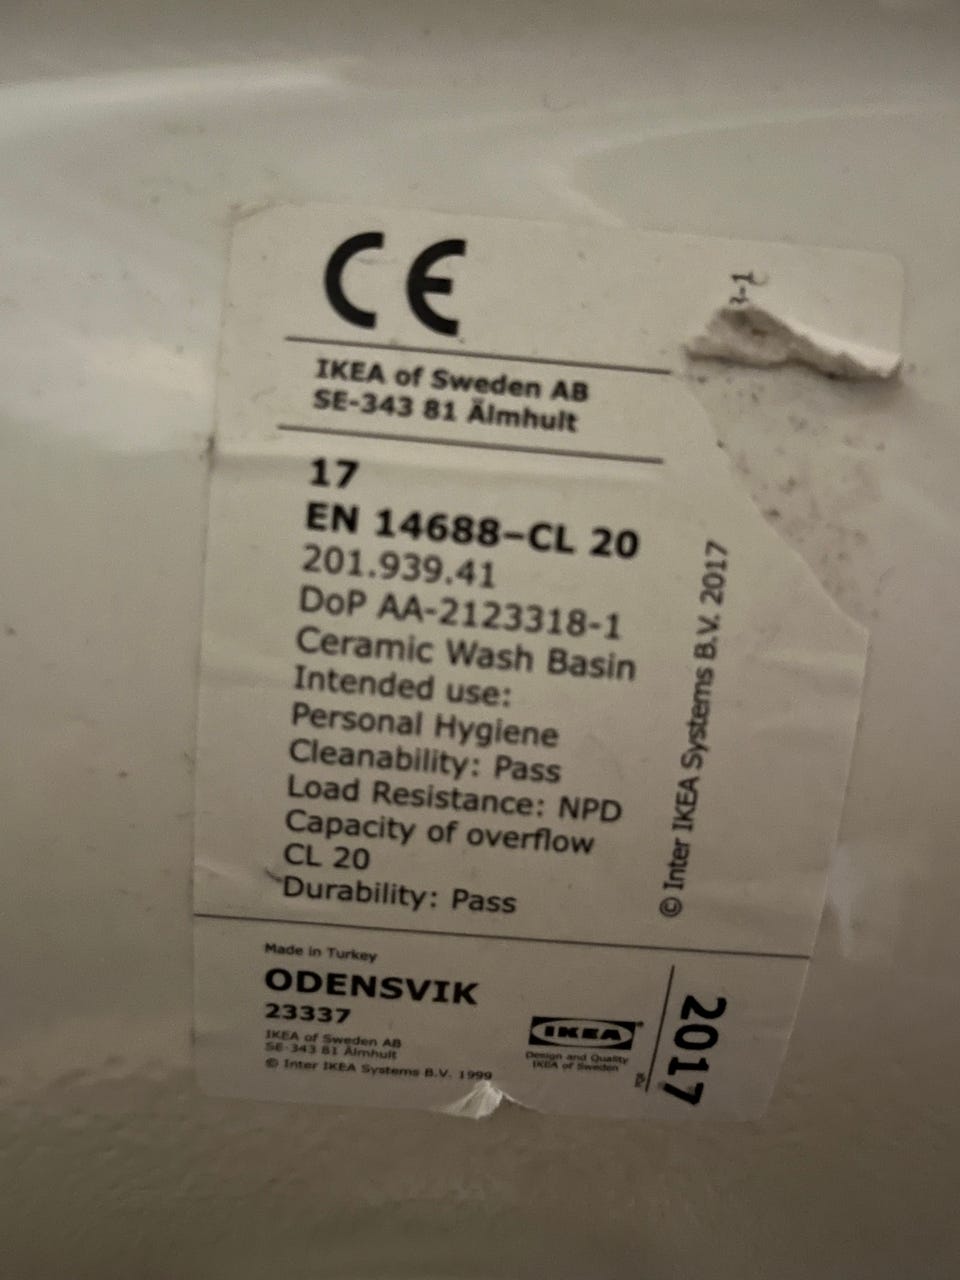 CE
IKEA of Sweden AB
SE-343 81 Älmhult
17
EN 14688-CL 20
201.939.41
DoP AA-2123318-1
Ceramic Wash Basin
Intended use:
Personal Hygiene
Cleanability: Pass
Load Resistance: NPD
Capacity of overflow
CL 20
Durability: Pass
© Inter IKEA Systems B.V. 2017
Made in Turkey
ODENSVIK
23337
IKEA of Sweden AB
SE-343 81 Älmhult
© Inter IKEA Systems B.V. 1999
IKEA®
Design and Quality
IKEA of Sweden
2017